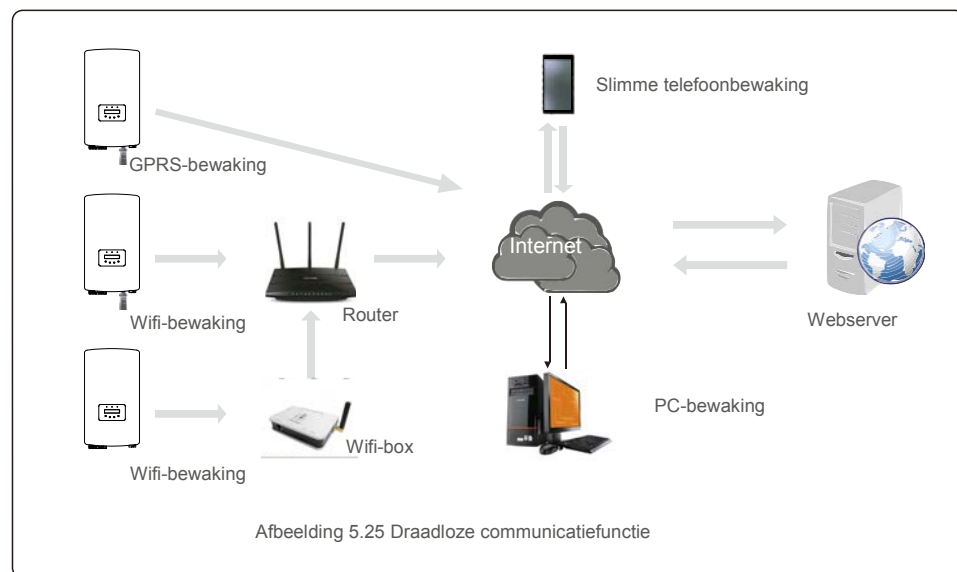 Slimme telefoonbewaking
GPRS-bewaking
Internet
Wifi-bewaking
Router
Webserver
PC-bewaking
Wifi-bewaking
Wifi-box
Afbeelding 5.25 Draadloze communicatiefunctie